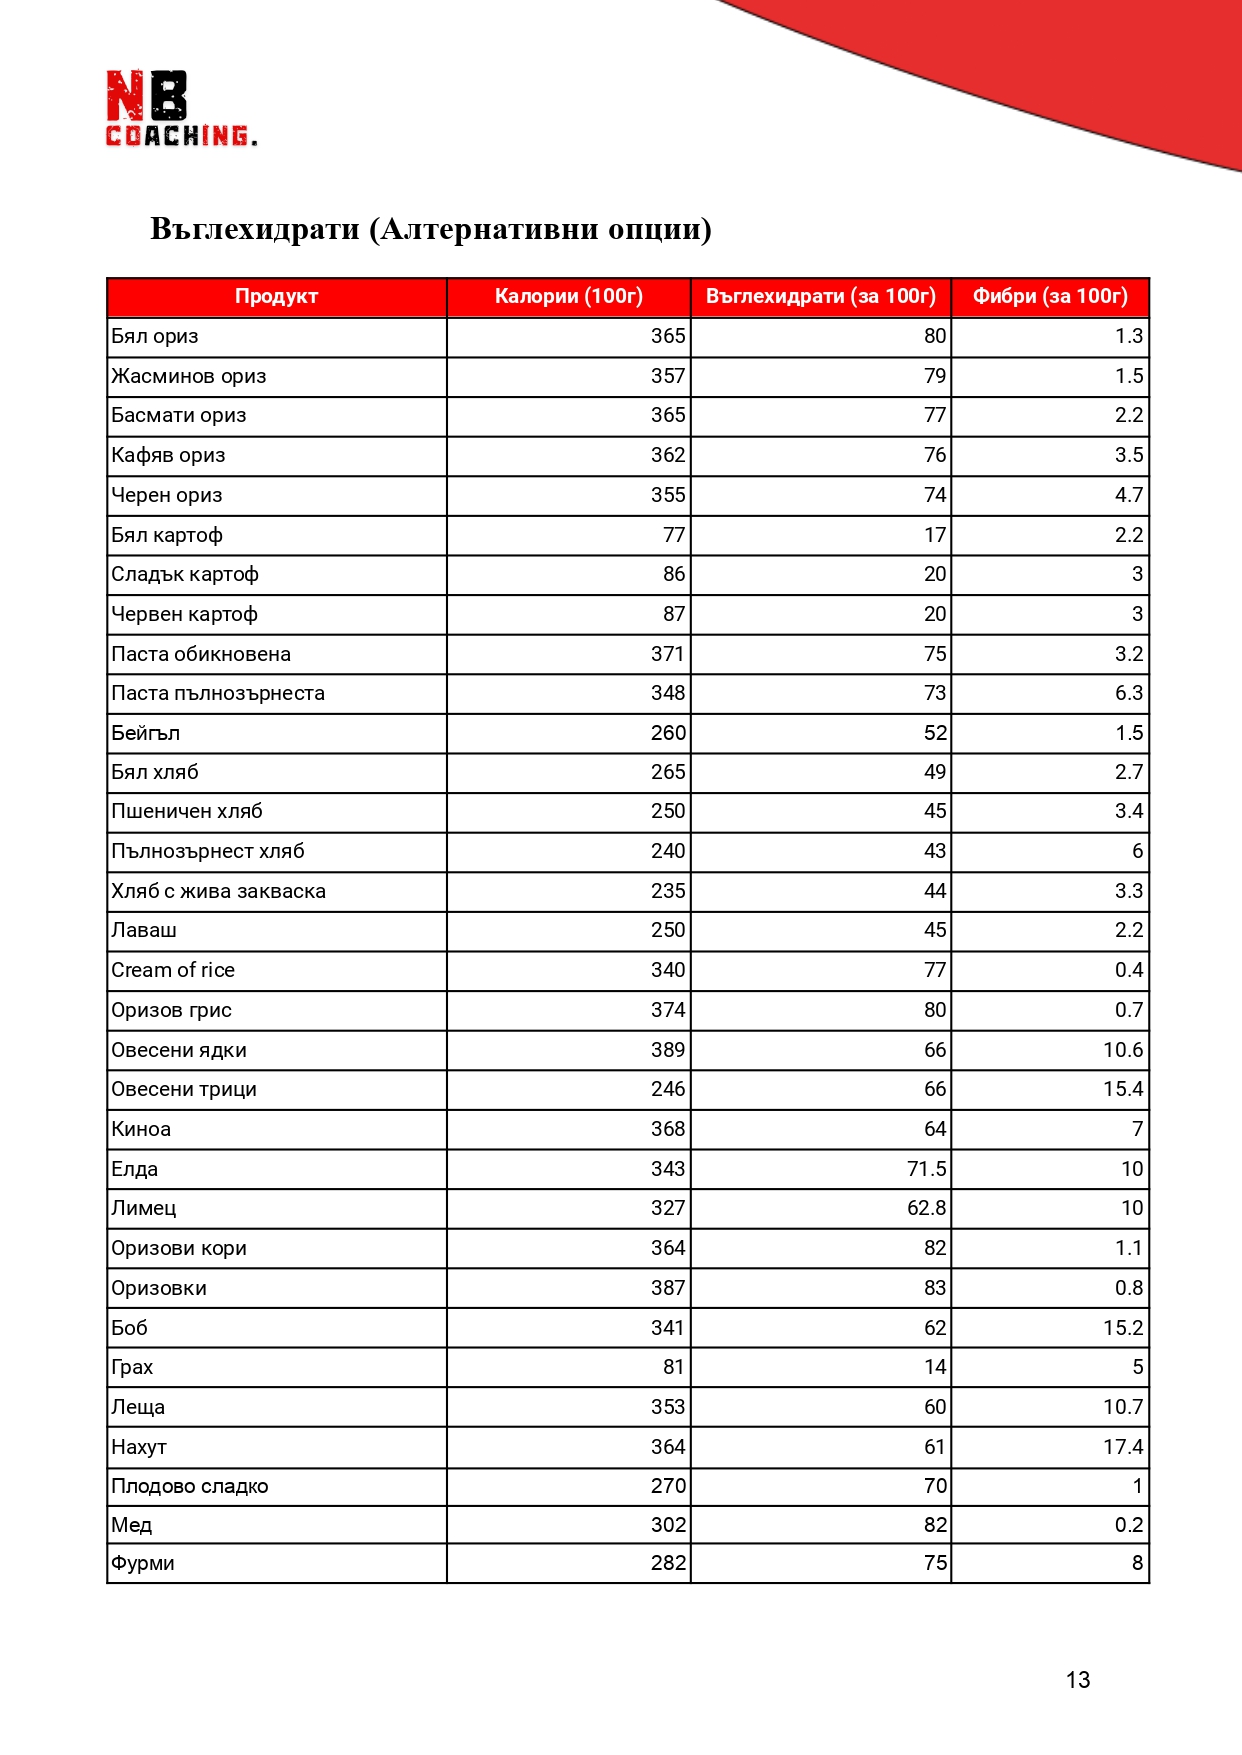 NB
COACHING.
Въглехидрати (Алтернативни опции)
Продукт Калории (100г) Въглехидрати (за 100г) Фибри (за 100г)
Бял ориз 365 80 1.3
Жасминов ориз 357 79 1.5
Басмати ориз 365 77 2.2
Кафяв ориз 362 76 3.5
Черен ориз 355 74 4.7
Бял картоф 77 17 2.2
Сладък картоф 86 20 3
Червен картоф 87 20 3
Паста обикновена 371 75 3.2
Паста пълнозърнеста 348 73 6.3
Бейгъл 260 52 1.5
Бял хляб 265 49 2.7
Пшеничен хляб 250 45 3.4
Пълнозърнест хляб 240 43 6
Хляб с жива закваска 235 44 3.3
Лаваш 250 45 2.2
Cream of rice 340 77 0.4
Оризов грис 374 80 0.7
Овесени ядки 389 66 10.6
Овесени трици 246 66 15.4
Киноа 368 64 7
Елда 343 71.5 10
Лимец 327 62.8 10
Оризови кори 364 82 1.1
Оризовки 387 83 0.8
Боб 341 62 15.2
Грах 81 14 5
Леща 353 60 10.7
Нахут 364 61 17.4
Плодово сладко 270 70 1
Мед 302 82 0.2
Фурми 282 75 8
13